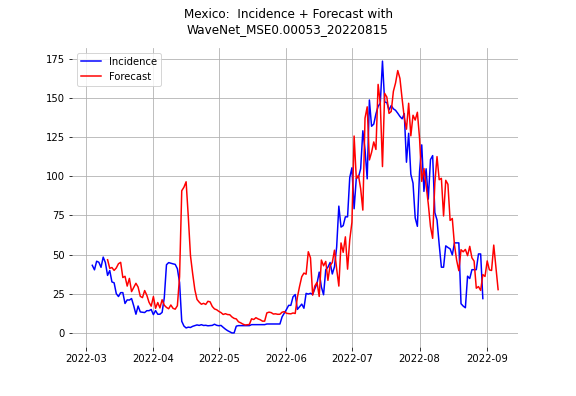 Mexico:  Incidence + Forecast with
WaveNet_MSE0.00053_20220815
Incidence
Forecast
175
150
125
100
75
50
25
0
2022-03 2022-04 2022-05 2022-06 2022-07 2022-08 2022-09